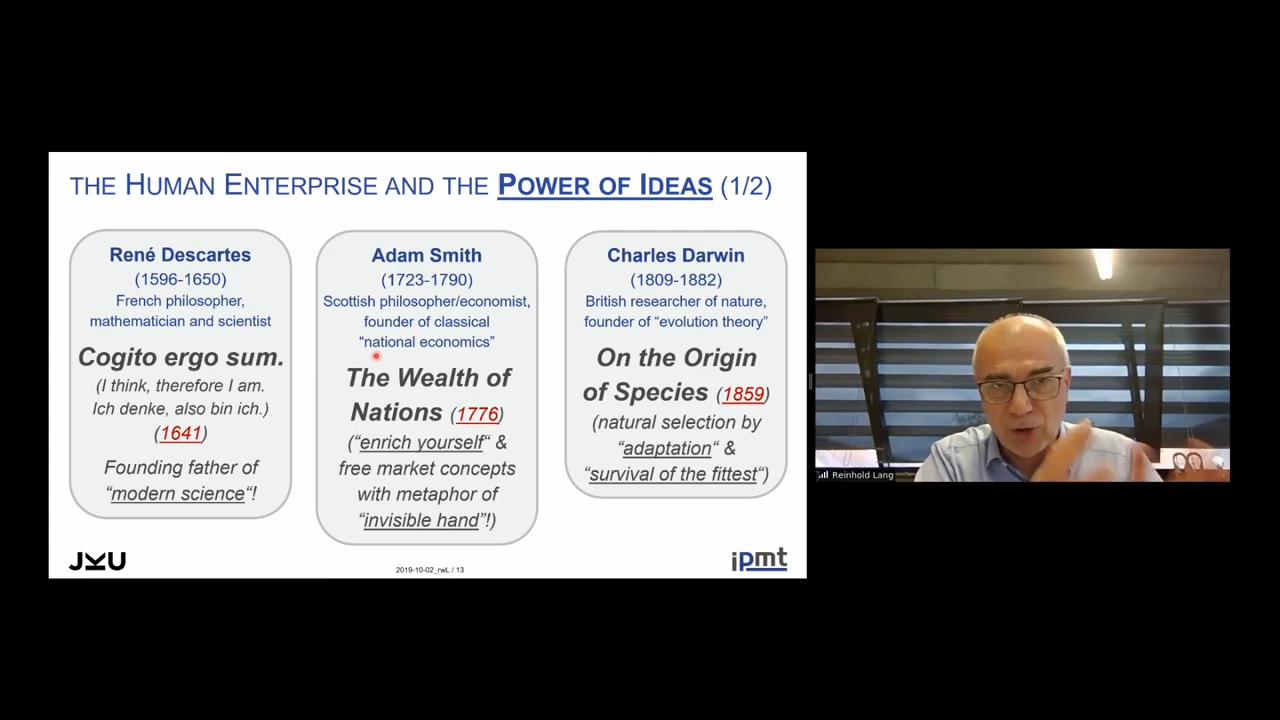 THE HUMAN ENTERPRISE AND THE POWER OF IDEAS (1/2)
René Descartes
(1596-1650)
French philosopher,
mathematician and scientist
Cogito ergo sum.
(I think, therefore I am.
Ich denke, also bin ich.)
(1641)
Founding father of
“modern science“!
Adam Smith
(1723-1790)
Scottish philosopher/economist,
founder of classical
“national economics”
The Wealth of
Nations (1776)
(“enrich yourself“ &
free market concepts
with metaphor of
“invisible hand”!)
Charles Darwin
(1809-1882)
British researcher of nature,
founder of “evolution theory”
On the Origin
of Species (1859)
(natural selection by
“adaptation“ &
“survival of the fittest“)
JKU
2019-10-02_rwL / 13
ipmt
Reinhold Lang